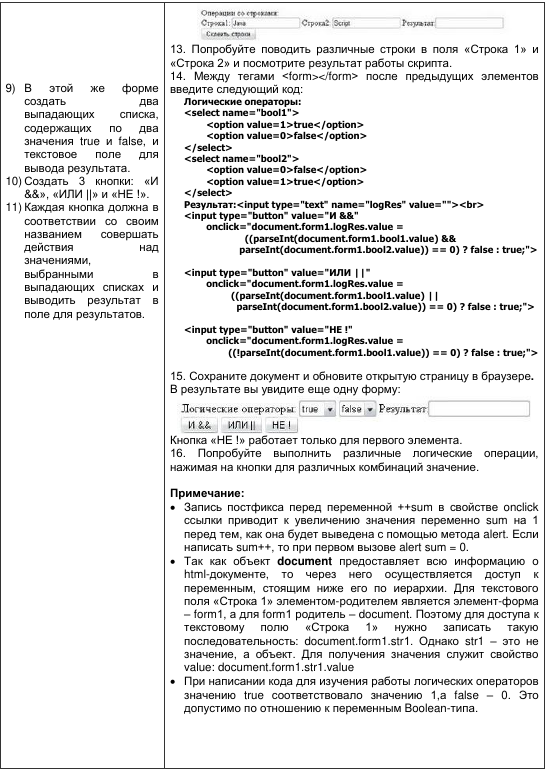 9) В этой же форме
создать два
выпадающих списка,
содержащих по два
значения true и false, и
текстовое поле для
вывода результата.
10) Создать 3 кнопки: «И
&&», «ИЛИ ||» и «НЕ !».
11) Каждая кнопка должна в
соответствии со своим
названием совершать
действия над
значениями,
выбранными в
выпадающих списках и
выводить результат в
поле для результатов.
Операции со строками:
Строка1: Java Строка2: Script Результат:
Склеить строки
13. Попробуйте поводить различные строки в поля «Строка 1» и
«Строка 2» и посмотрите результат работы скрипта.
14. Между тегами <form></form> после предыдущих элементов
введите следующий код:
Логические операторы:
<select name="bool1">
<option value=1>true</option>
<option value=0>false</option>
</select>
<select name="bool2">
<option value=0>false</option>
<option value=1>true</option>
</select>
Результат:<input type="text" name="logRes" value=""><br>
<input type="button" value="И &&"
onclick="document.form1.logRes.value =
((parseInt(document.form1.bool1.value) &&
parseInt(document.form1.bool2.value)) == 0) ? false : true;">
<input type="button" value="ИЛИ ||"
onclick="document.form1.logRes.value =
((parseInt(document.form1.bool1.value) ||
parseInt(document.form1.bool2.value)) == 0) ? false : true;">
<input type="button" value="НЕ !"
onclick="document.form1.logRes.value =
((!parseInt(document.form1.bool1.value)) == 0) ? false : true;">
15. Сохраните документ и обновите открытую страницу в браузере.
В результате вы увидите еще одну форму:
Логические операторы: true false Результат:
И && ИЛИ || НЕ !
Кнопка «НЕ !» работает только для первого элемента.
16. Попробуйте выполнить различные логические операции,
нажимая на кнопки для различных комбинаций значение.
Примечание:
• Запись постфикса перед переменной ++sum в свойстве onclick
ссылки приводит к увеличению значения переменно sum на 1
перед тем, как она будет выведена с помощью метода alert. Если
написать sum++, то при первом вызове alert sum = 0.
• Так как объект document предоставляет всю информацию о
html-документе, то через него осуществляется доступ к
переменным, стоящим ниже его по иерархии. Для текстового
поля «Строка 1» элементом-родителем является элемент-форма
– form1, а для form1 родитель – document. Поэтому для доступа к
текстовому полю «Строка 1» нужно записать такую
последовательность: document.form1.str1. Однако str1 – это не
значение, а объект. Для получения значения служит свойство
value: document.form1.str1.value
• При написании кода для изучения работы логических операторов
значению true соответствовало значению 1,а false – 0. Это
допустимо по отношению к переменным Boolean-типа.